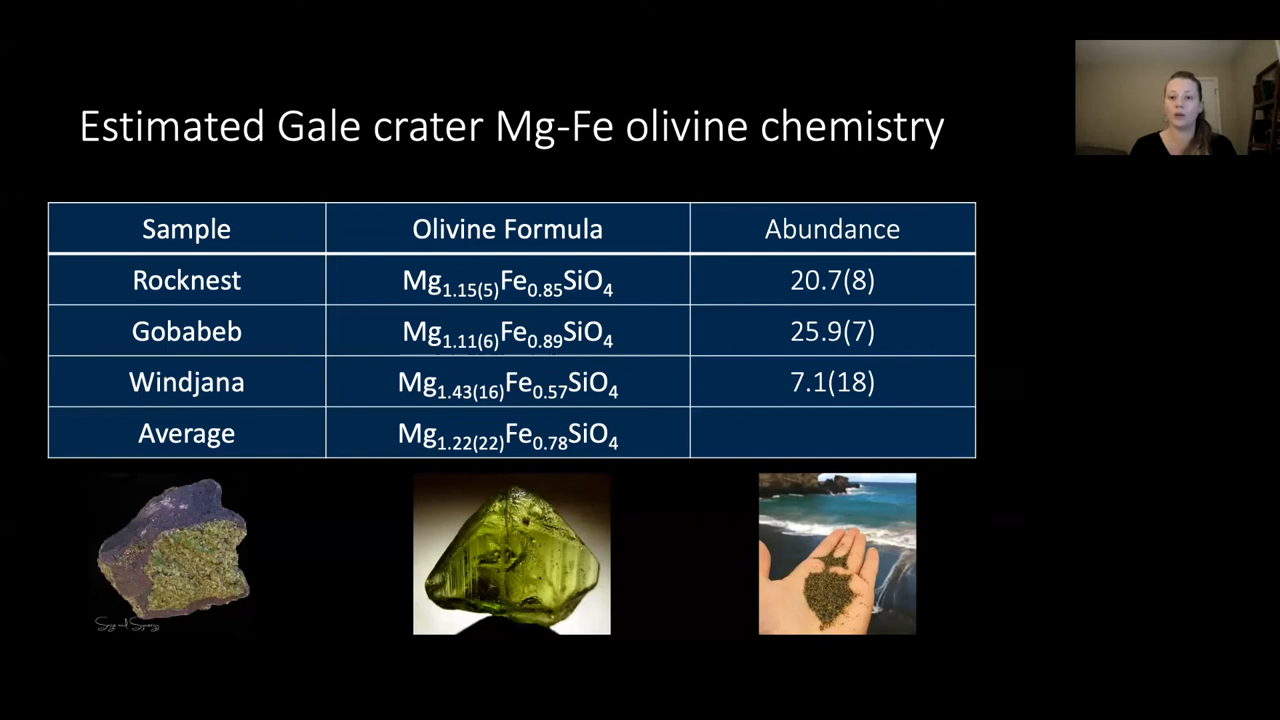 Estimated Gale crater Mg-Fe olivine chemistry
Sample Olivine Formula Abundance
Rocknest Mg₁.₁₅₍₅₎Fe₀.₈₅SiO₄ 20.7(8)
Gobabeb Mg₁.₁₁₍₆₎Fe₀.₈₉SiO₄ 25.9(7)
Windjana Mg₁.₄₃₍₁₆₎Fe₀.₅₇SiO₄ 7.1(18)
Average Mg₁.₂₂₍₂₂₎Fe₀.₇₈SiO₄